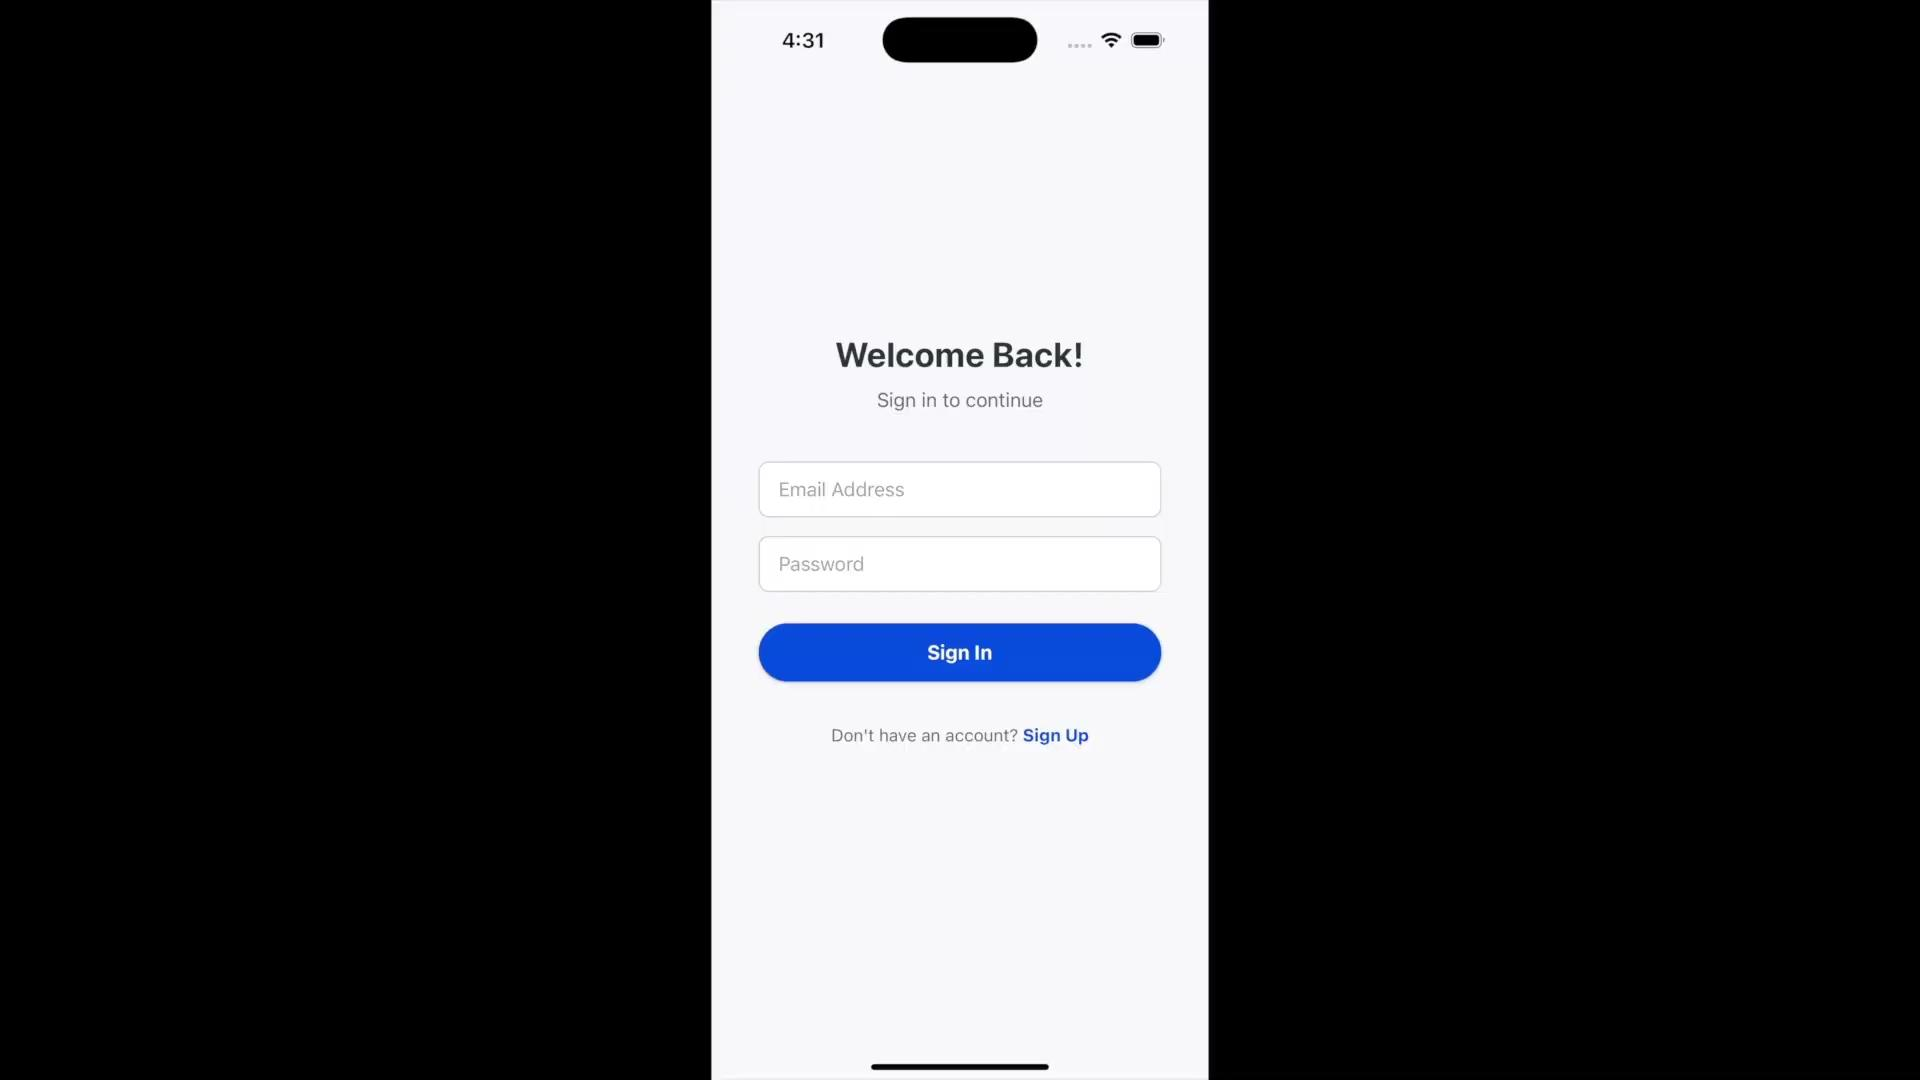 4:31
Welcome Back!
Sign in to continue
Email Address
Password
Sign In
Don't have an account? Sign Up